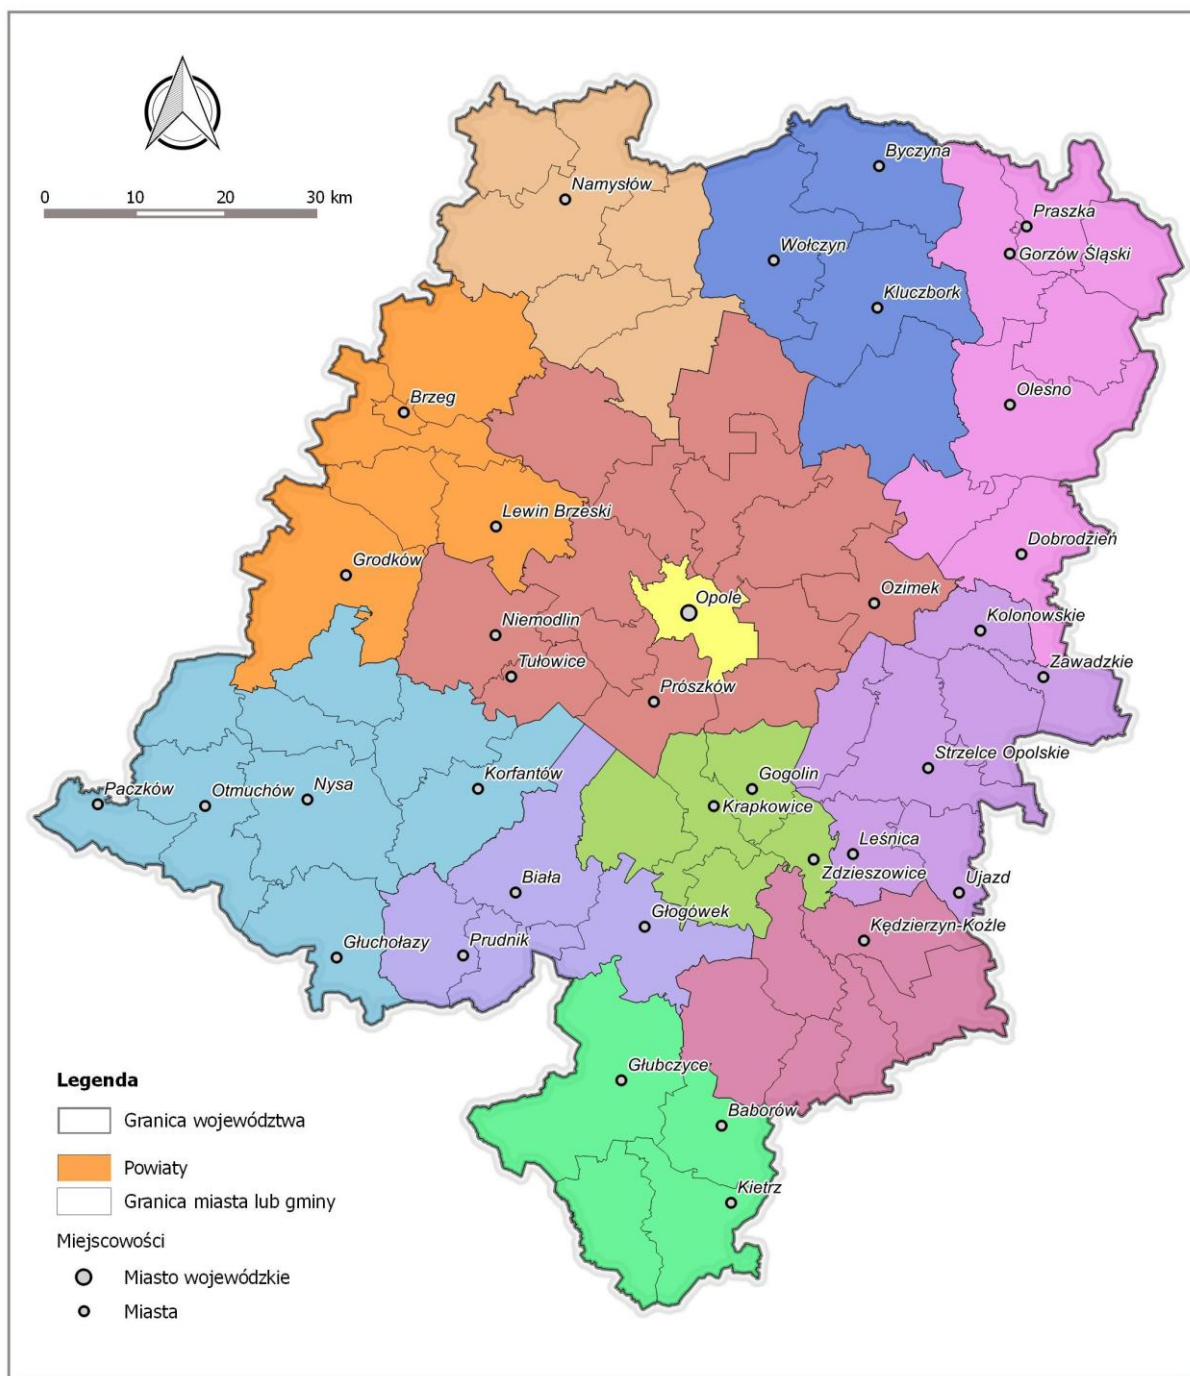 Byczyna
Namysłów
Praszka
Wołczyn
Gorzów Śląski
0 10 20 30 km
Kluczbork
Brzeg
Olesno
Lewin Brzeski
Dobrodzień
Grodków
Ozimek
Opole
Niemodlin
Kolonowskie
Tułowice
Zawadzkie
Prószków
Strzelce Opolskie
Korfantów
Gogolin
Paczków
Otmuchów
Nysa
Krapkowice
Leśnica
Zdzieszowice
Biała
Ujazd
Głogówek
Kędzierzyn-Koźle
Głuchołazy
Prudnik
Głubczyce
Baborów
Kietrz
Legenda
Granica województwa
Powiaty
Granica miasta lub gminy
Miejscowości
Miasto wojewódzkie
Miasta